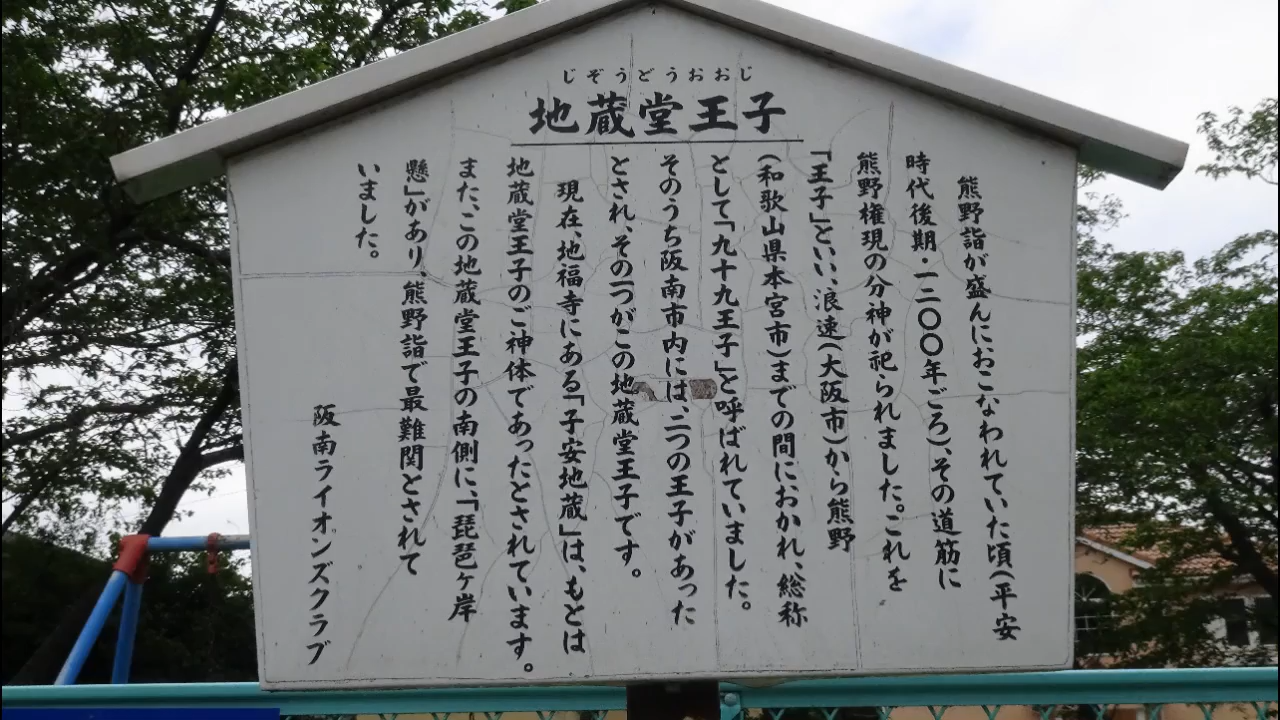 じぞうどうおおじ
地蔵堂王子
熊野詣が盛んにおこなわれていた頃(平安
時代後期・一二〇〇年ごろ)、その道筋に
熊野権現の分神が祀られました。これを
「王子」といい、浪速(大阪市)から熊野
(和歌山県本宮市)までの間におかれ、総称
として「九十九王子」と呼ばれていました。
そのうち阪南市内には、二つの王子があった
とされ、その一つがこの地蔵堂王子です。
現在、地福寺にある「子安地蔵」は、もとは
地蔵堂王子のご神体であったとされています。
また、この地蔵堂王子の南側に、「琵琶ヶ岸
懸」があり、熊野詣で最難関とされて
いました。
阪南ライオンズクラブ